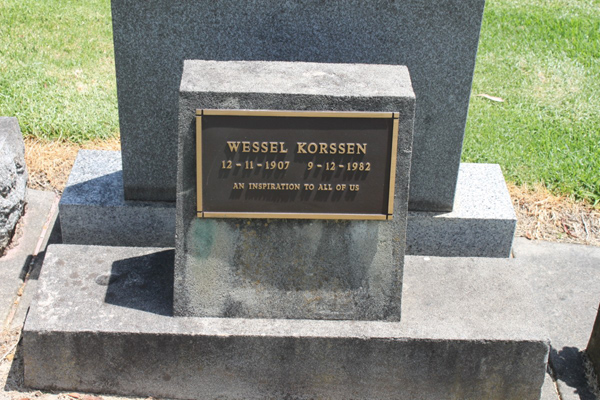 WESSEL KORSSEN
12-11-1907 9-12-1982
AN INSPIRATION TO ALL OF US